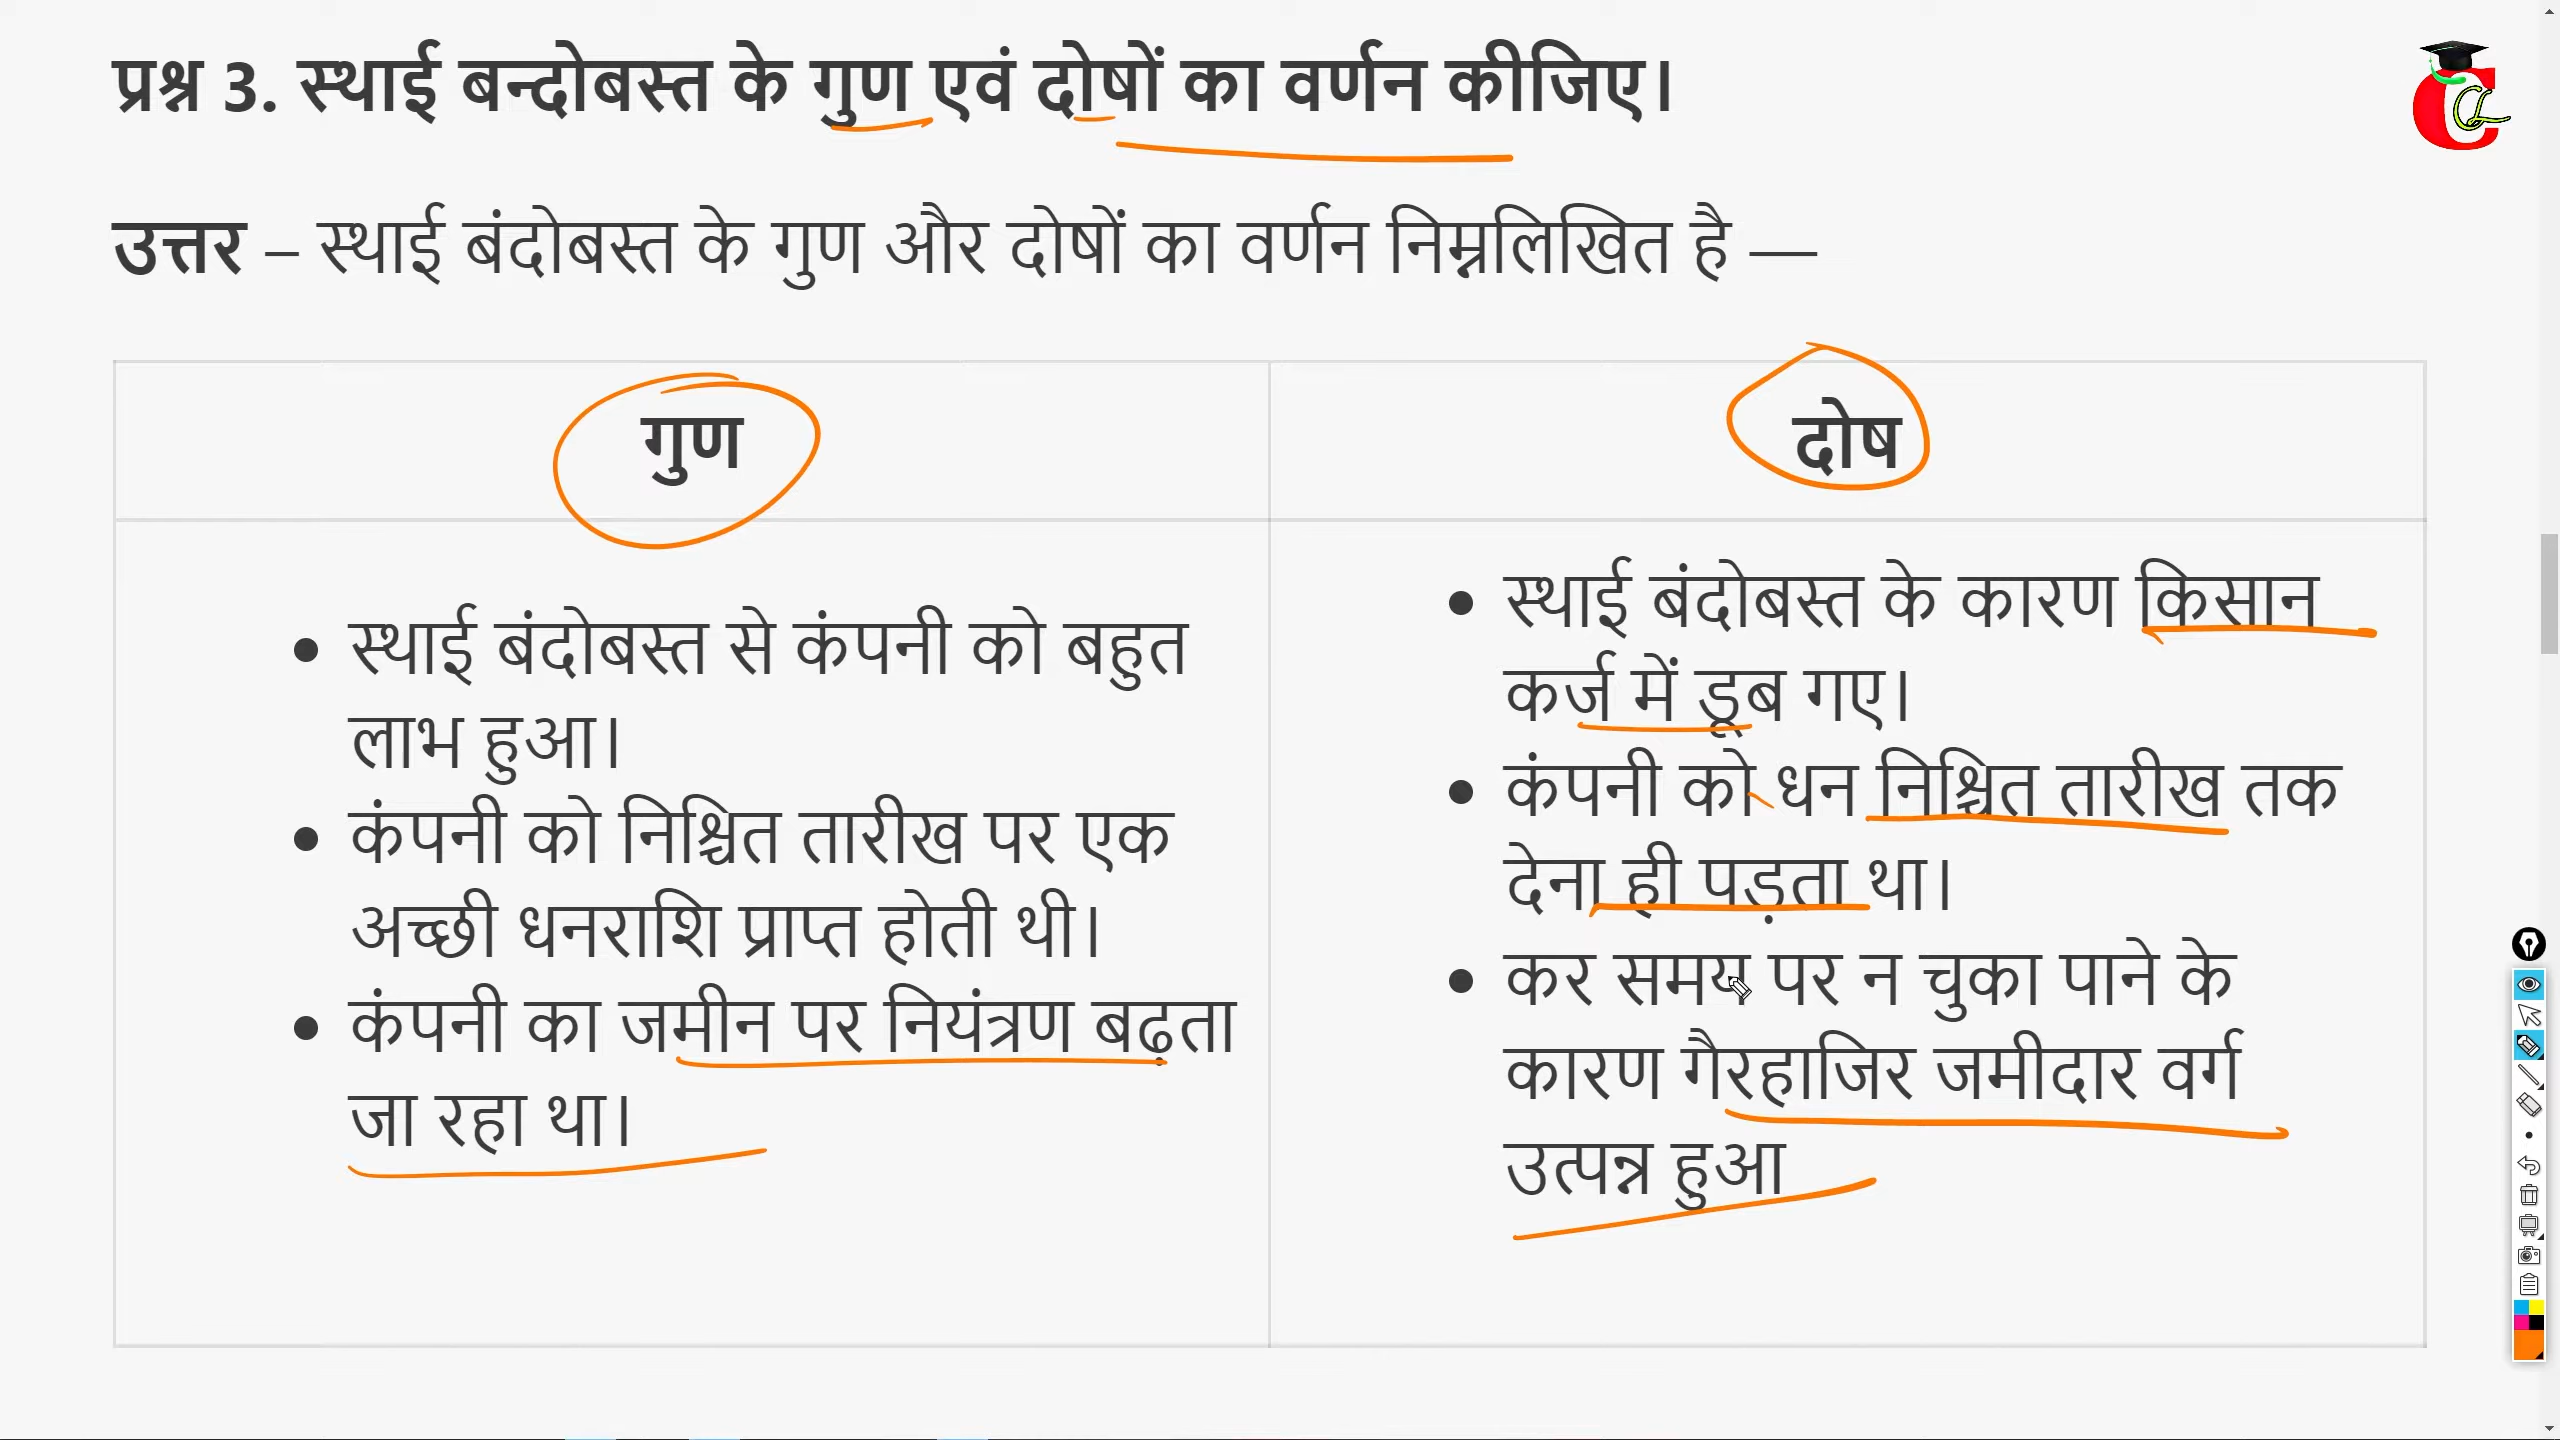 प्रश्न 3. स्थाई बन्दोबस्त के गुण एवं दोषों का वर्णन कीजिए।
उत्तर – स्थाई बंदोबस्त के गुण और दोषों का वर्णन निम्नलिखित है —
गुण
दोष
• स्थाई बंदोबस्त से कंपनी को बहुत
लाभ हुआ।
• कंपनी को निश्चित तारीख पर एक
अच्छी धनराशि प्राप्त होती थी।
• कंपनी का जमीन पर नियंत्रण बढ़ता
जा रहा था।
• स्थाई बंदोबस्त के कारण किसान
कर्ज में डूब गए।
• कंपनी को धन निश्चित तारीख तक
देना ही पड़ता था।
• कर समय पर न चुका पाने के
कारण गैरहाजिर जमीदार वर्ग
उत्पन्न हुआ